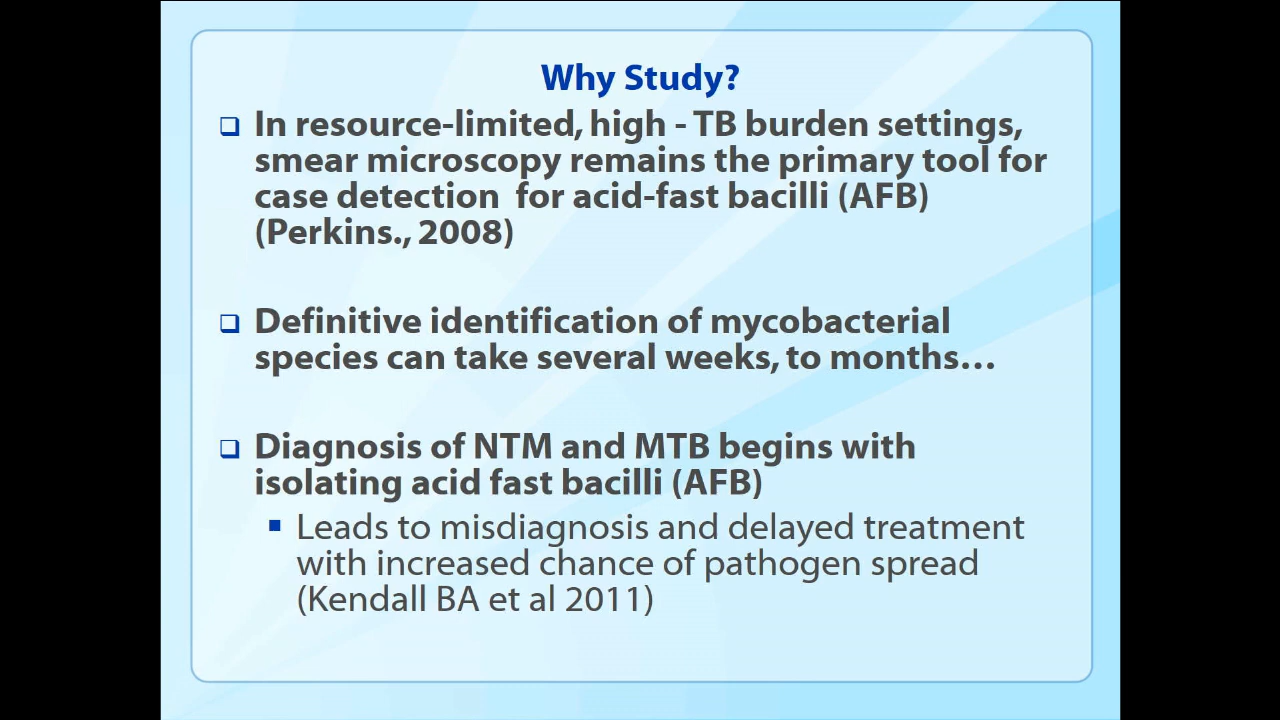 Why Study?
In resource-limited, high - TB burden settings,
smear microscopy remains the primary tool for
case detection  for acid-fast bacilli (AFB)
(Perkins., 2008)
Definitive identification of mycobacterial
species can take several weeks, to months…
Diagnosis of NTM and MTB begins with
isolating acid fast bacilli (AFB)
Leads to misdiagnosis and delayed treatment
with increased chance of pathogen spread
(Kendall BA et al 2011)